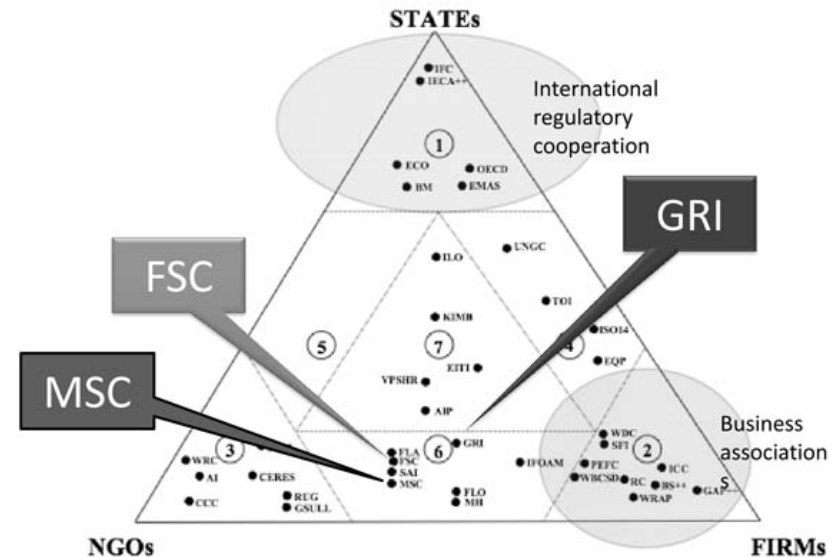 STATEs
IFC
IECA++
International
regulatory
cooperation
1
ECO
OECD
BM
EMAS
GRI
UNGC
FSC
ILO
TOI
KIMB
ISO14
5
7
4
EITI
EQP
MSC
VPSHR
AIP
Business
association
s
WDC
3
GRI
6
SFI
2
FLA
WRC
FSC
IFOAM
PEFC
ICC
AI
CERES
SAI
WBCSD
RC
BS++
GAP++
MSC
FLO
WRAP
CCC
RUG
MH
GSULL
NGOs
FIRMs